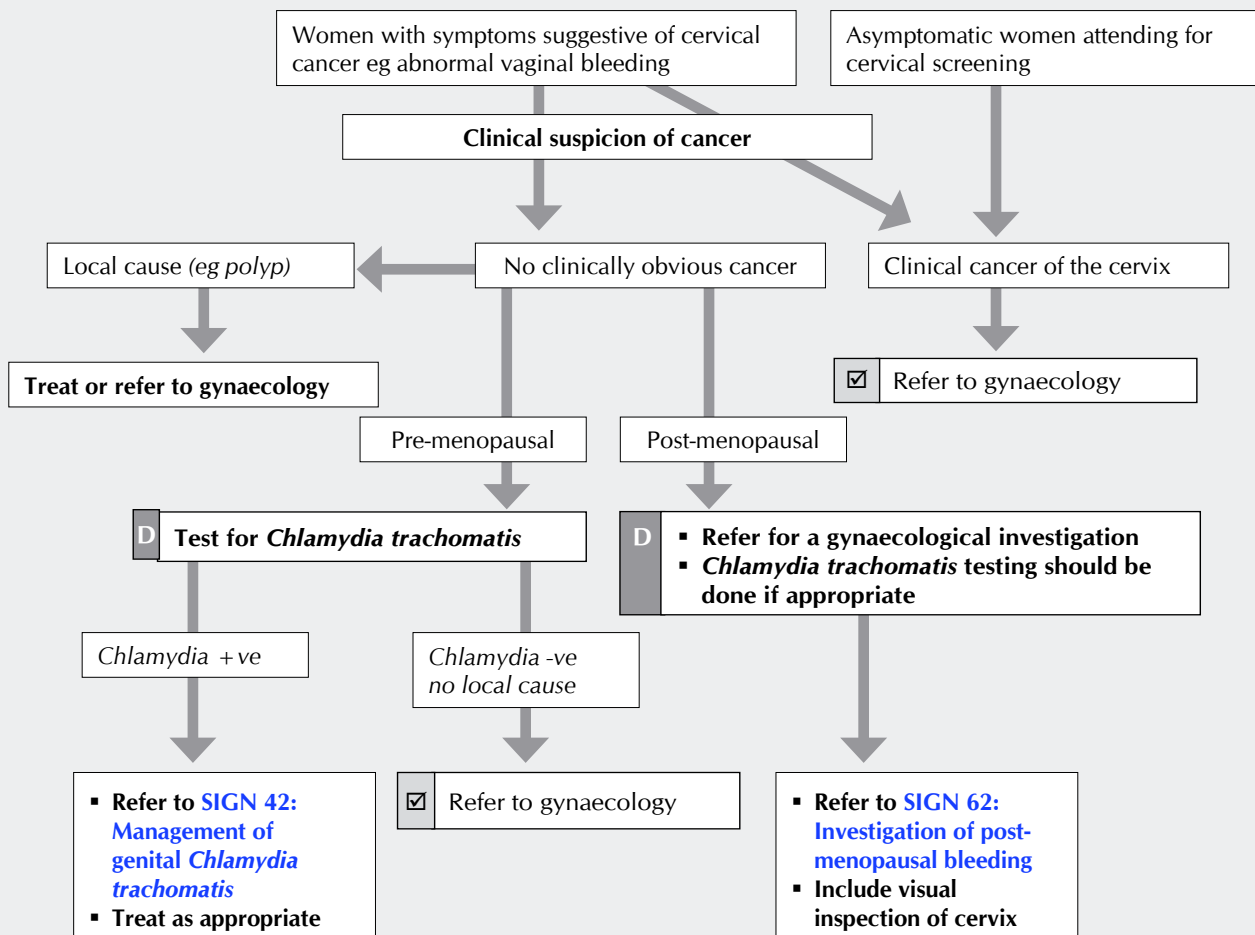 Women with symptoms suggestive of cervical
cancer eg abnormal vaginal bleeding
Asymptomatic women attending for
cervical screening
Clinical suspicion of cancer
Local cause (eg polyp)
No clinically obvious cancer
Clinical cancer of the cervix
Treat or refer to gynaecology
☑ Refer to gynaecology
Pre-menopausal
Post-menopausal
D Test for Chlamydia trachomatis
D ▪ Refer for a gynaecological investigation
▪ Chlamydia trachomatis testing should be
done if appropriate
Chlamydia +ve
Chlamydia -ve
no local cause
▪ Refer to SIGN 42:
Management of
genital Chlamydia
trachomatis
▪ Treat as appropriate
☑ Refer to gynaecology
▪ Refer to SIGN 62:
Investigation of post-
menopausal bleeding
▪ Include visual
inspection of cervix